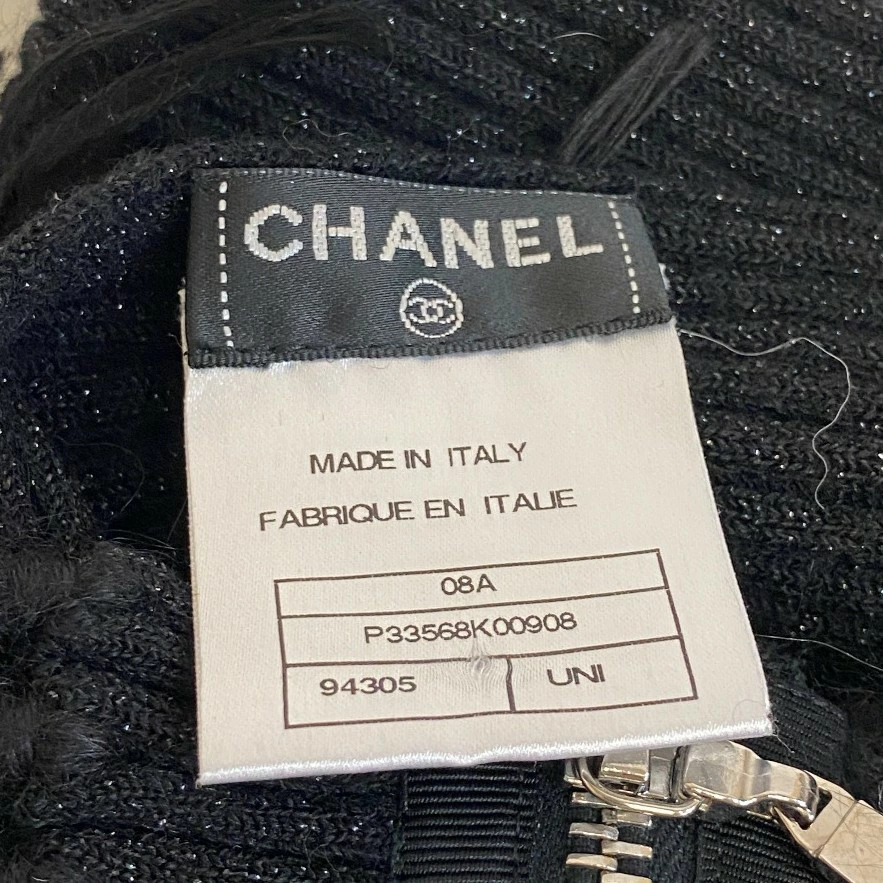 CHANEL
MADE IN ITALY
FABRIQUE EN ITALIE
08A
P33568K00908
94305 UNI